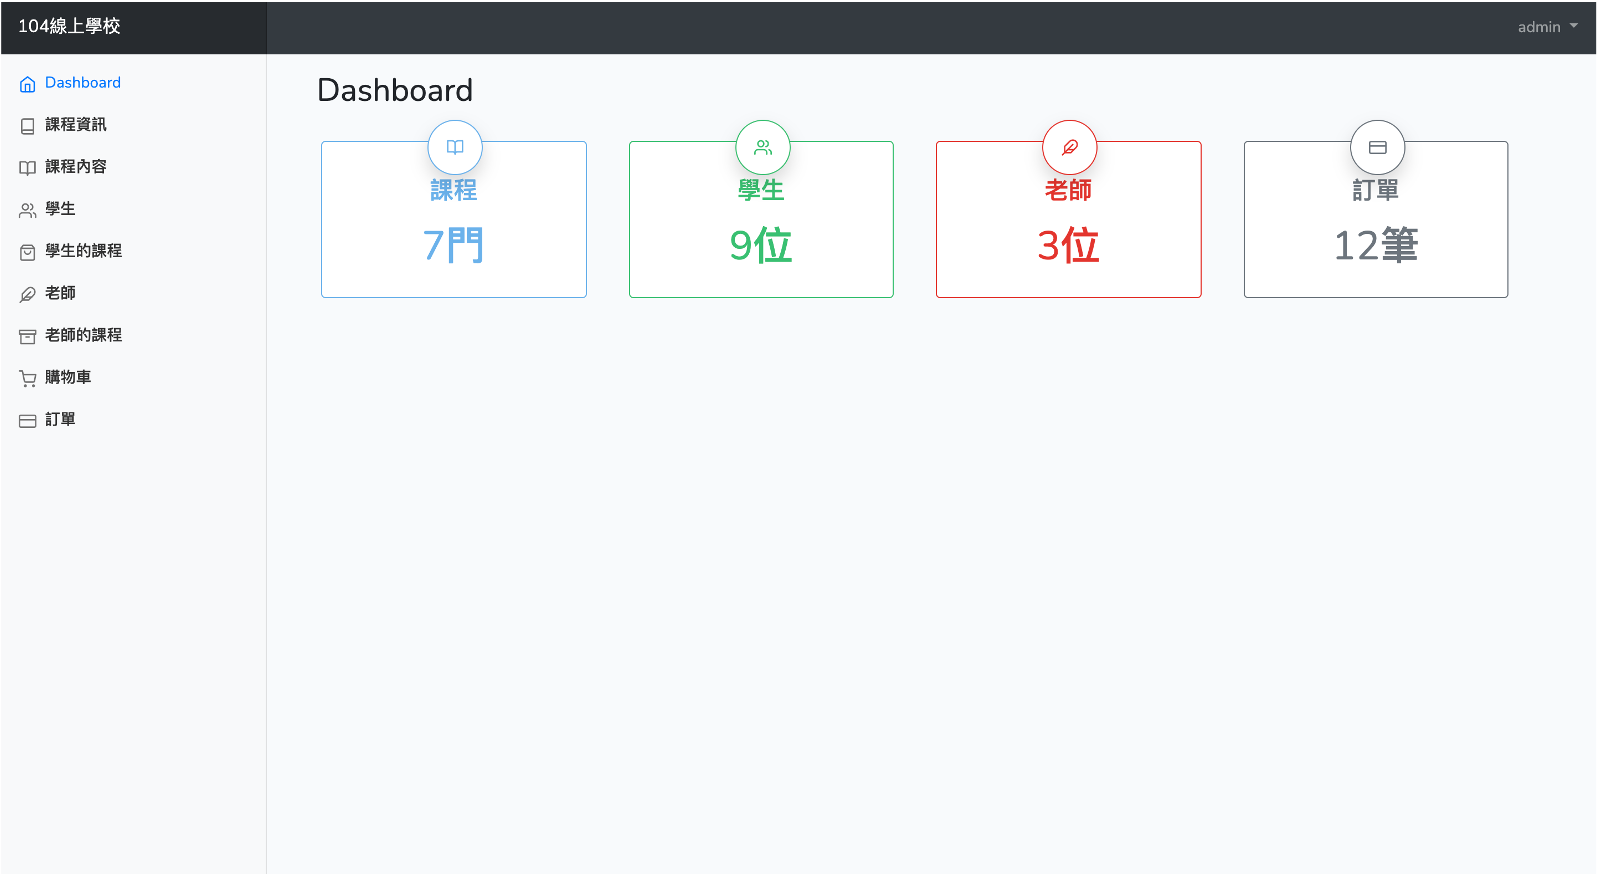 104線上學校
admin
Dashboard
課程資訊
課程內容
學生
學生的課程
老師
老師的課程
購物車
訂單
Dashboard
課程
7門
學生
9位
老師
3位
訂單
12筆